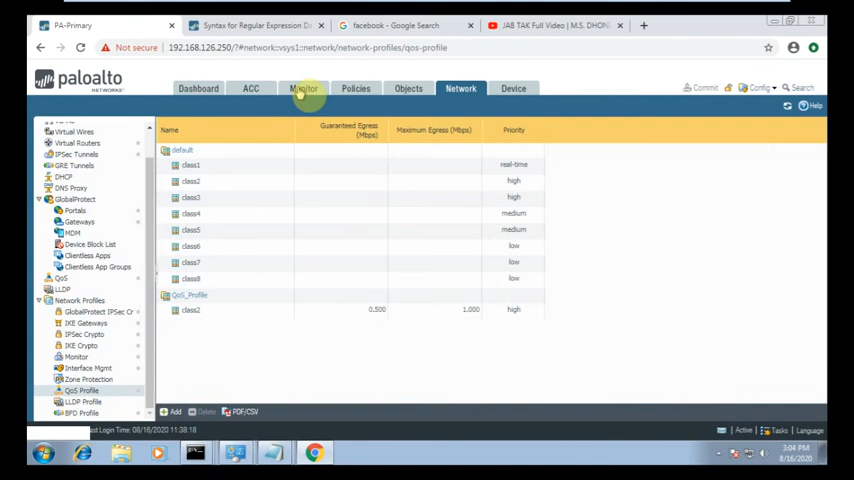 PA-Primary
Syntax for Regular Expression Da
facebook - Google Search
JAB TAK Full Video | M.S. DHONI
Not secure
192.168.126.250/?#network::vsys1::network/network-profiles/qos-profile
paloalto
NETWORKS
Dashboard
ACC
Monitor
Policies
Objects
Network
Device
Commit
Config
Search
Help
Virtual Wires
Virtual Routers
IPSec Tunnels
GRE Tunnels
DHCP
DNS Proxy
GlobalProtect
Portals
Gateways
MDM
Device Block List
Clientless Apps
Clientless App Groups
QoS
LLDP
Network Profiles
GlobalProtect IPSec Cr
IKE Gateways
IPSec Crypto
IKE Crypto
Monitor
Interface Mgmt
Zone Protection
QoS Profile
LLDP Profile
BFD Profile
Name
Guaranteed Egress
(Mbps)
Maximum Egress (Mbps)
Priority
default
class1
real-time
class2
high
class3
high
class4
medium
class5
medium
class6
low
class7
low
class8
low
QoS_Profile
class2
0.500
1.000
high
Add
Delete
PDF/CSV
Last Login Time: 08/16/2020 11:38:18
Active
Tasks
Language
3:04 PM
8/16/2020